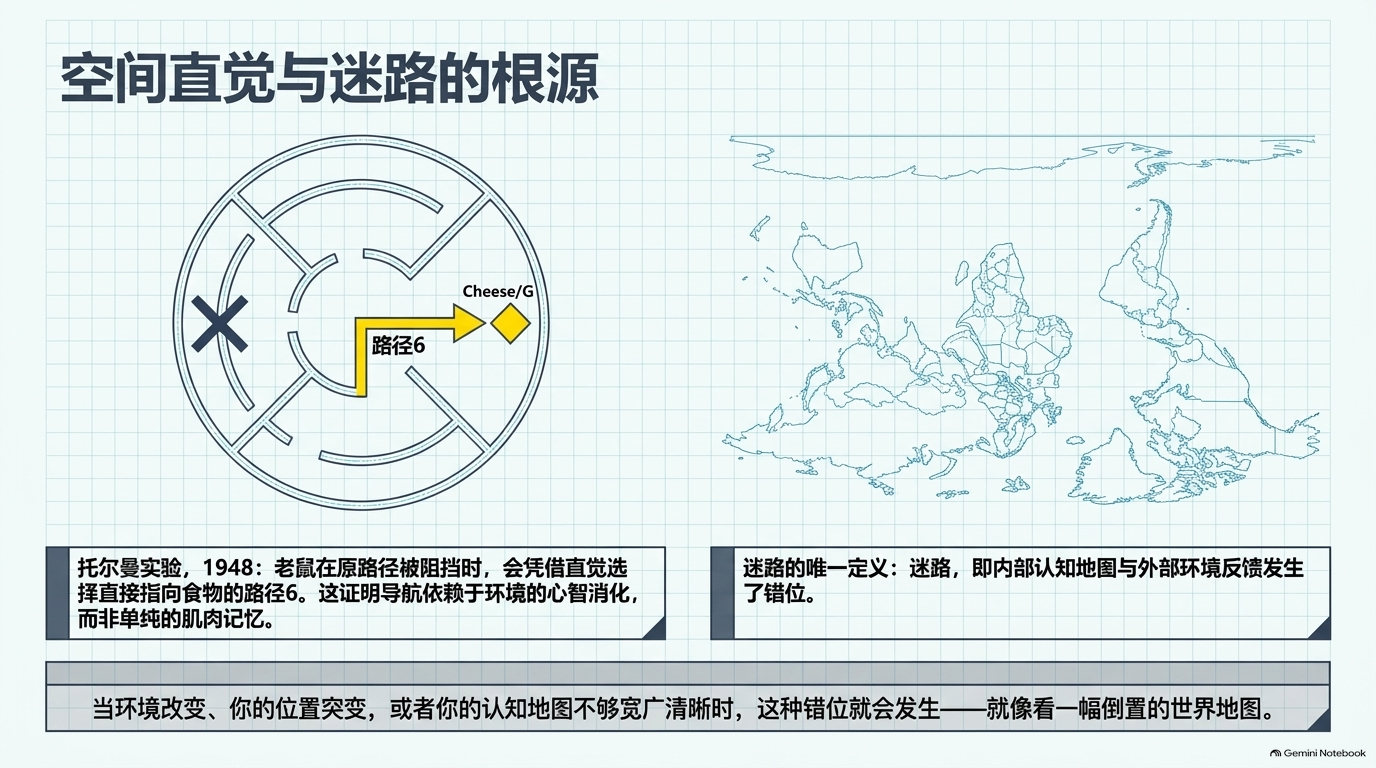 空间直觉与迷路的根源
Cheese/G
路径6
托尔曼实验，1948：老鼠在原路径被阻挡时，会凭借直觉选
择直接指向食物的路径6。这证明导航依赖于环境的心智消化，
而非单纯的肌肉记忆。
迷路的唯一定义：迷路，即内部认知地图与外部环境反馈发生
了错位。
当环境改变、你的位置突变，或者你的认知地图不够宽广清晰时，这种错位就会发生——就像看一幅倒置的世界地图。
Gemini Notebook